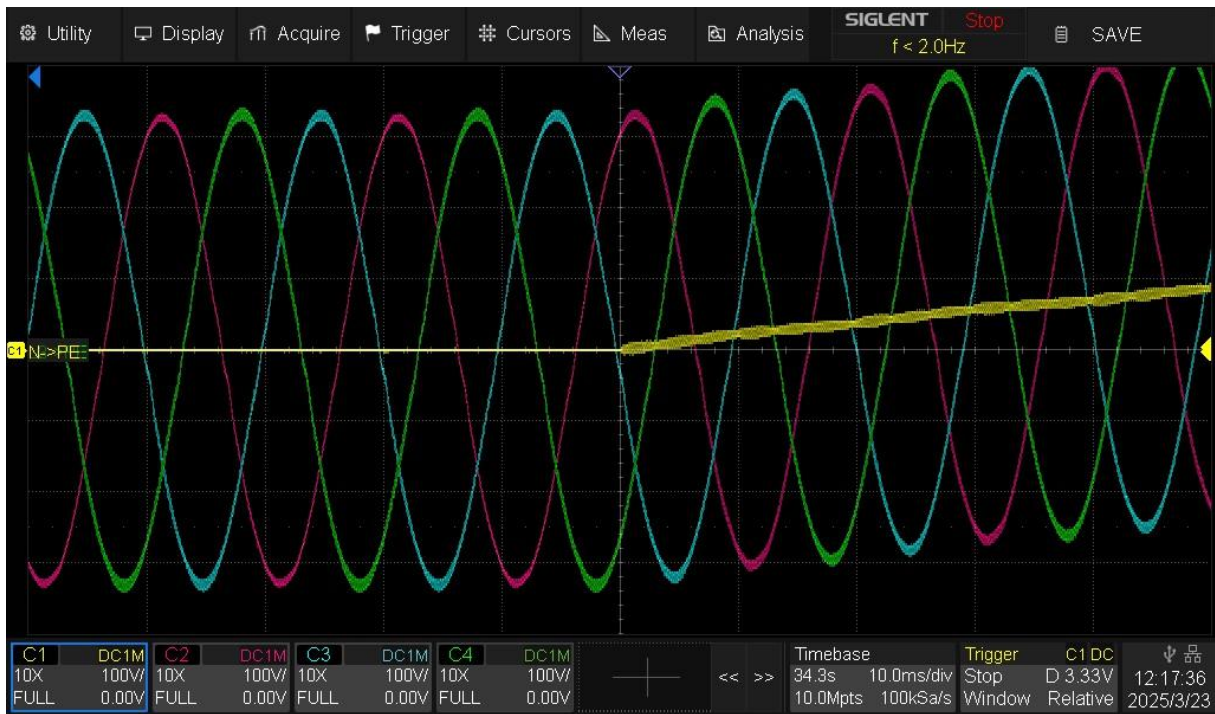 Utility Display Acquire Trigger Cursors Meas Analysis SIGLENT Stop SAVE
f < 2.0Hz
C1 N->PE
C1 DC1M C2 DC1M C3 DC1M C4 DC1M Timebase Trigger C1 DC
10X 100V/ 10X 100V/ 10X 100V/ 10X 100V/ << >> 34.3s 10.0ms/div Stop D 3.33V 12:17:36
FULL 0.00V FULL 0.00V FULL 0.00V FULL 0.00V 10.0Mpts 100kSa/s Window Relative 2025/3/23